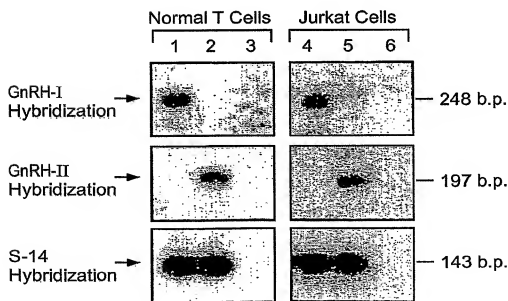 Normal T Cells Jurkat Cells
1 2 3 4 5 6
GnRH-I
Hybridization
248 b.p.
GnRH-II
Hybridization
197 b.p.
S-14
Hybridization
143 b.p.